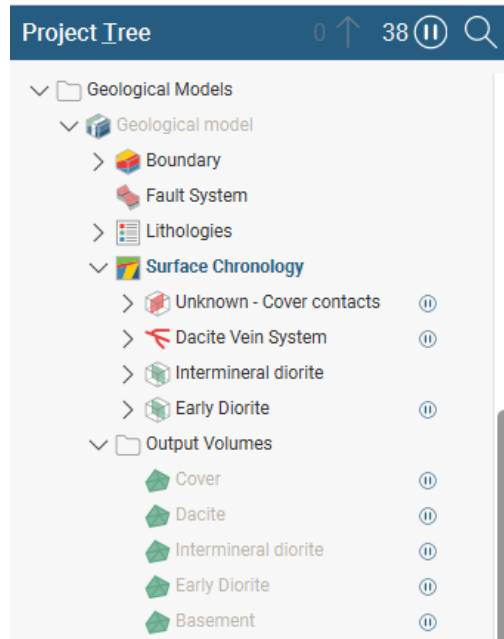 Project Tree 0 38
Geological Models
Geological model
Boundary
Fault System
Lithologies
Surface Chronology
Unknown - Cover contacts
Dacite Vein System
Intermineral diorite
Early Diorite
Output Volumes
Cover
Dacite
Intermineral diorite
Early Diorite
Basement